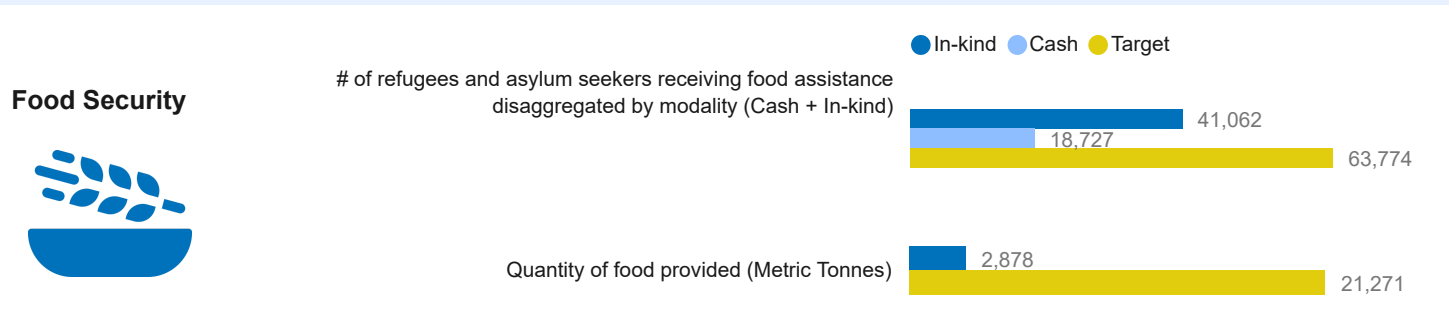 In-kind Cash Target
Food Security
# of refugees and asylum seekers receiving food assistance
disaggregated by modality (Cash + In-kind)
41,062
18,727
63,774
Quantity of food provided (Metric Tonnes)
2,878
21,271